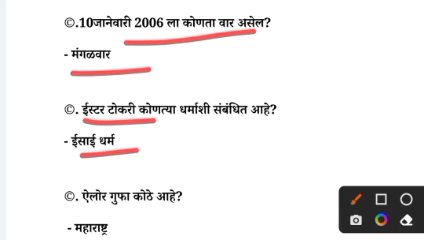 ©.10जानेवारी 2006 ला कोणता वार असेल?
- मंगळवार
©. ईस्टर टोकरी कोणत्या धर्माशी संबंधित आहे?
- ईसाई धर्म
©. ऐलोर गुफा कोठे आहे?
- महाराष्ट्र